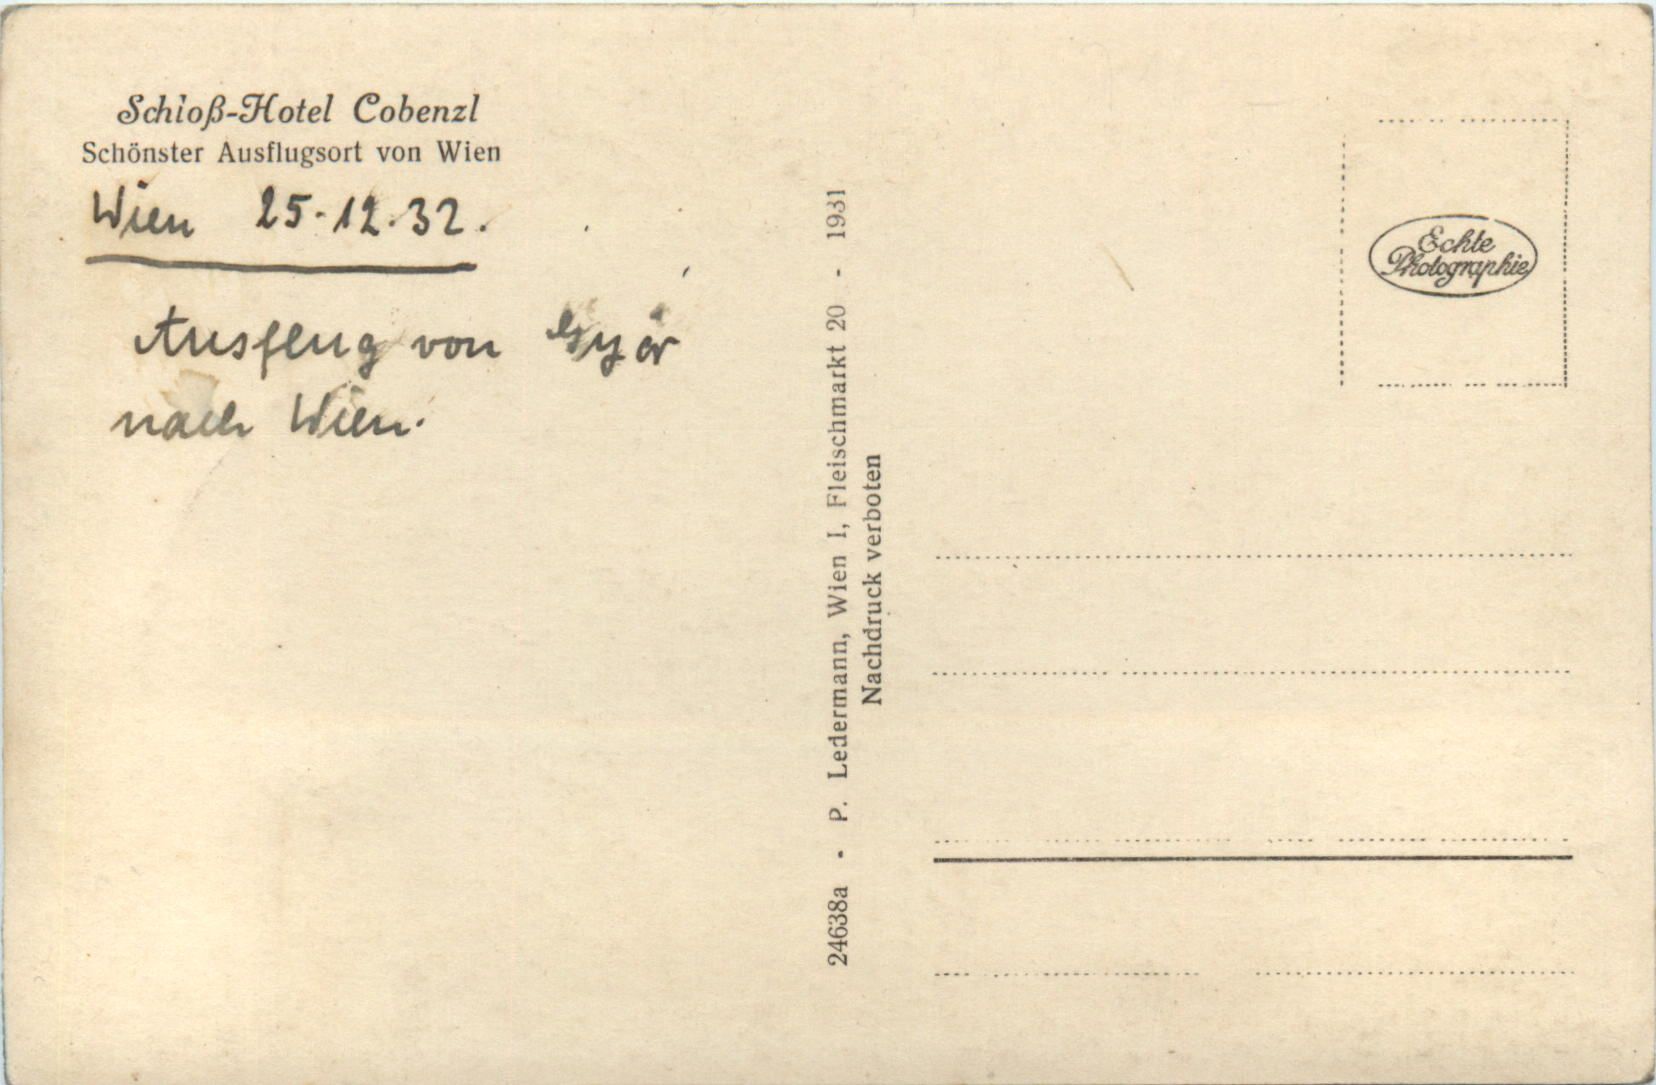 Schloß-Hotel Cobenzl
Schönster Ausflugsort von Wien
Wien 25.12.32.
Ausflug von Györ
nach Wien.
24638a - P. Ledermann, Wien I, Fleischmarkt 20 - 1931
Nachdruck verboten
Echte
Photographie